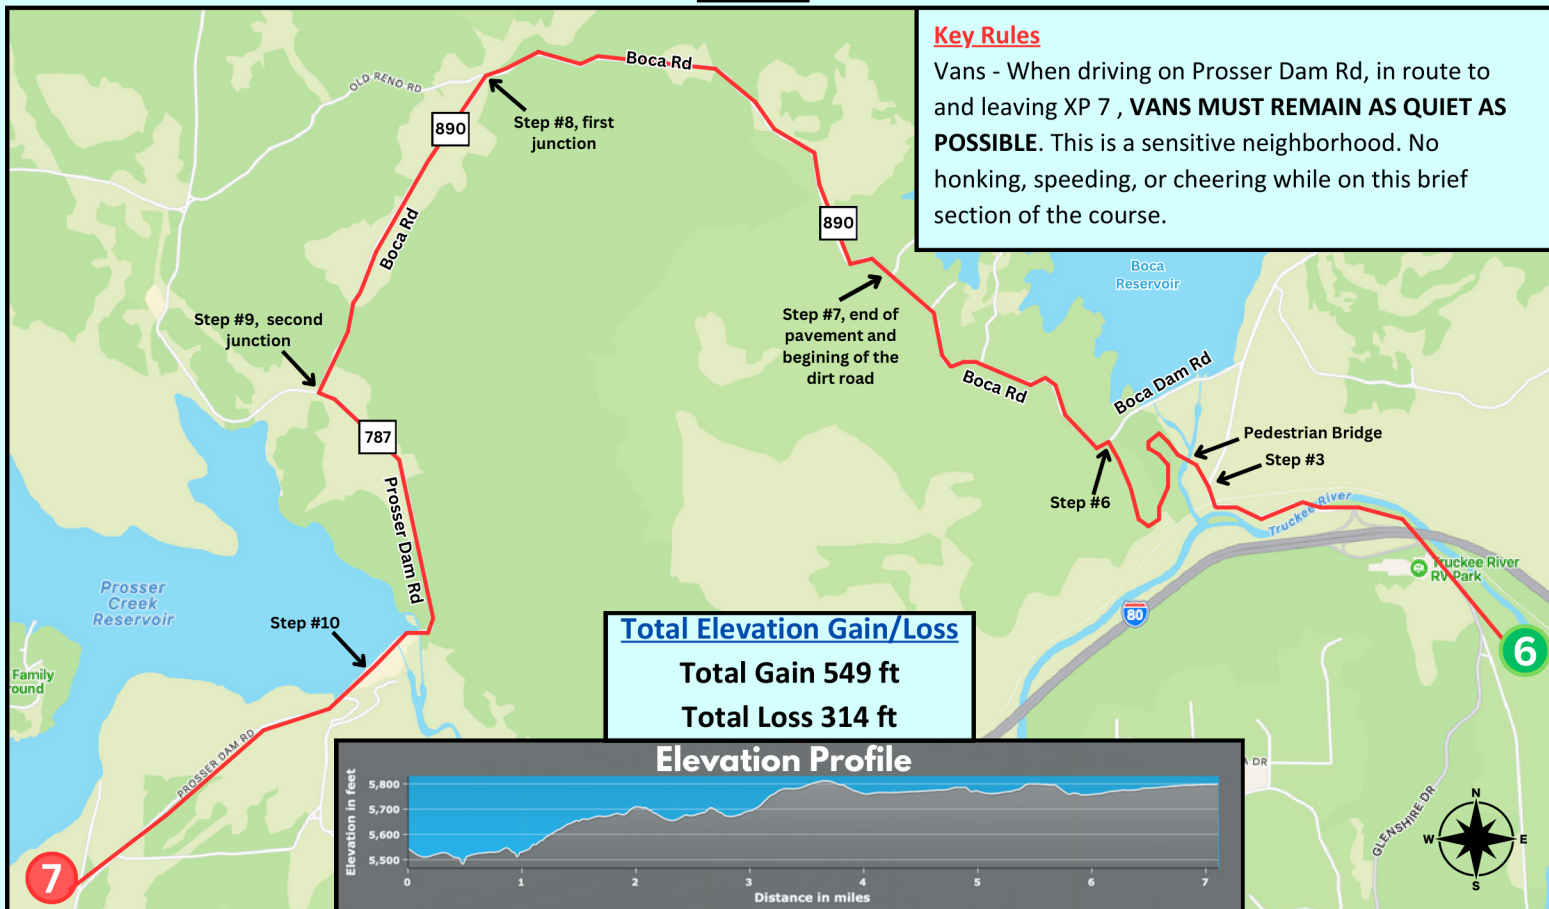 Key Rules
Vans - When driving on Prosser Dam Rd, in route to
and leaving XP 7 , VANS MUST REMAIN AS QUIET AS
POSSIBLE. This is a sensitive neighborhood. No
honking, speeding, or cheering while on this brief
section of the course.
Boca Rd
OLD RENO RD
890
Step #8, first
junction
Boca Rd
890
Boca
Reservoir
Step #9,  second
junction
Step #7, end of
pavement and
begining of the
dirt road
Boca Rd
Boca Dam Rd
787
Pedestrian Bridge
Step #3
Step #6
Prosser Dam Rd
Truckee River
Truckee River
RV Park
80
Prosser
Creek
Reservoir
Step #10
6
Family
ound
Total Elevation Gain/Loss
Total Gain 549 ft
Total Loss 314 ft
PROSSER DAM RD
7
Elevation Profile
Elevation in feet
5,800
5,700
5,600
5,500
0 1 2 3 4 5 6 7
Distance in miles
A DR
GLENSHIRE DR
N
W E
S